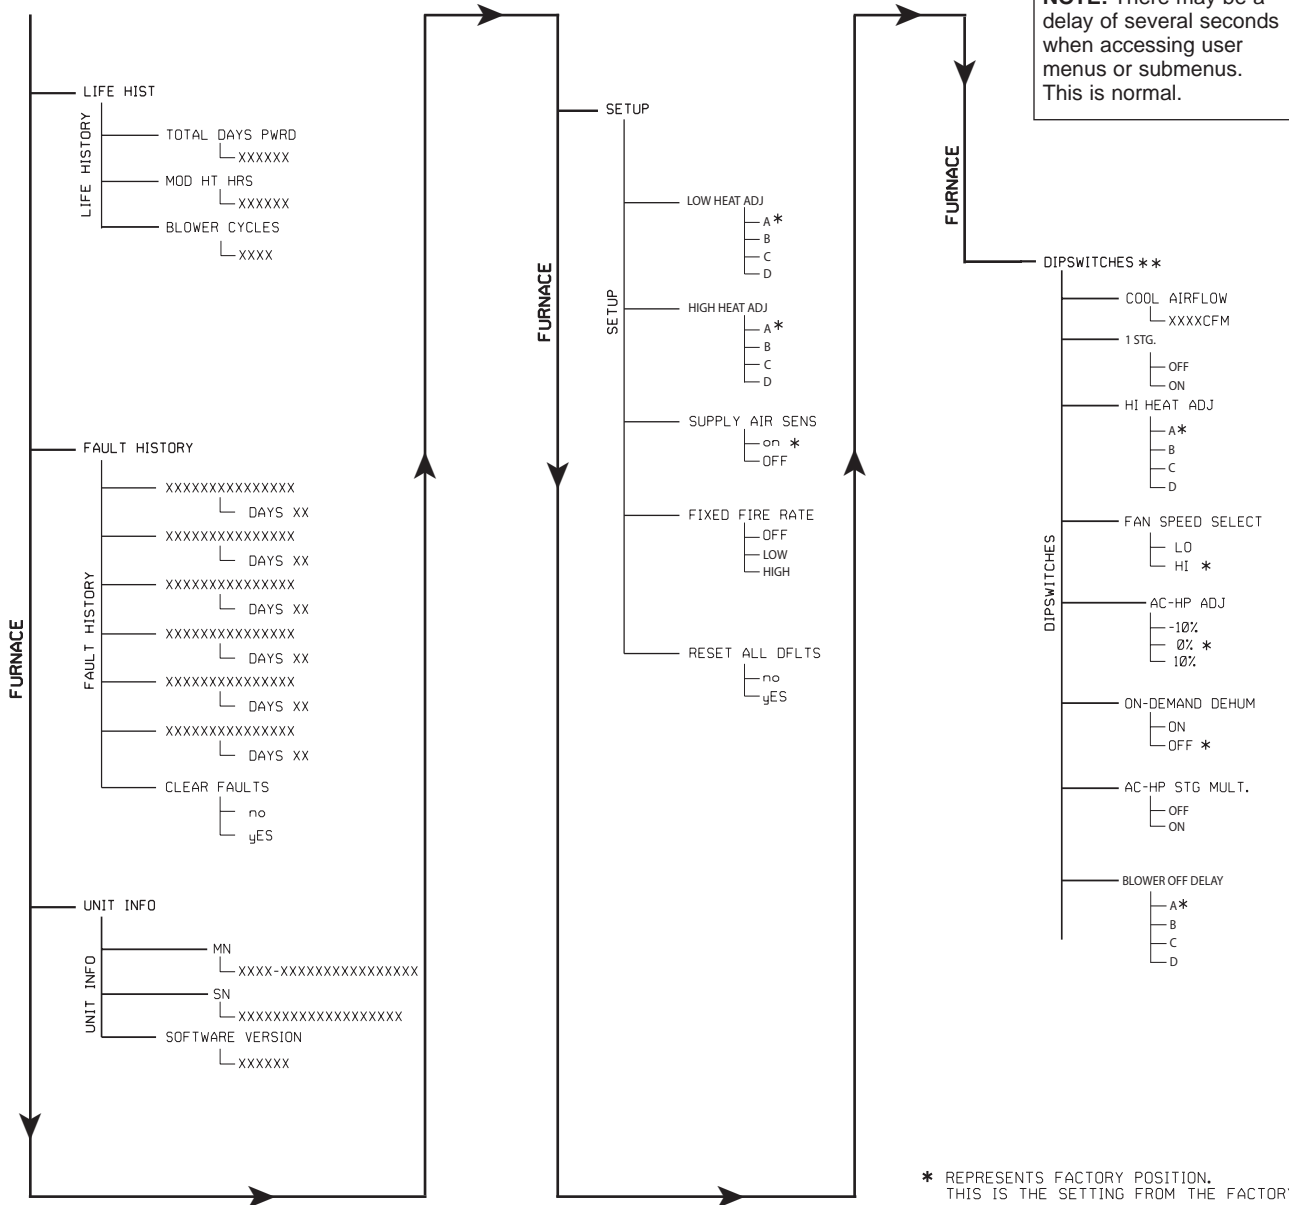 FURNACE
LIFE HIST
LIFE HISTORY
TOTAL DAYS PWRD
XXXXXX
MOD HT HRS
XXXXXX
BLOWER CYCLES
XXXX
FAULT HISTORY
FAULT HISTORY
XXXXXXXXXXXXXXX
DAYS XX
XXXXXXXXXXXXXXX
DAYS XX
XXXXXXXXXXXXXXX
DAYS XX
XXXXXXXXXXXXXXX
DAYS XX
XXXXXXXXXXXXXXX
DAYS XX
XXXXXXXXXXXXXXX
DAYS XX
CLEAR FAULTS
no
yES
UNIT INFO
UNIT INFO
MN
XXXX-XXXXXXXXXXXXXXXX
SN
XXXXXXXXXXXXXXXXXXX
SOFTWARE VERSION
XXXXXX
FURNACE
SETUP
SETUP
LOW HEAT ADJ
A*
B
C
D
HIGH HEAT ADJ
A*
B
C
D
SUPPLY AIR SENS
on *
OFF
FIXED FIRE RATE
OFF
LOW
HIGH
RESET ALL DFLTS
no
yES
NOTE: There may be a
delay of several seconds
when accessing user
menus or submenus.
This is normal.
FURNACE
DIPSWITCHES **
DIPSWITCHES
COOL AIRFLOW
XXXXCFM
1 STG.
OFF
ON
HI HEAT ADJ
A*
B
C
D
FAN SPEED SELECT
LO
HI *
AC-HP ADJ
-10%
0% *
10%
ON-DEMAND DEHUM
ON
OFF *
AC-HP STG MULT.
OFF
ON
BLOWER OFF DELAY
A*
B
C
D
* REPRESENTS FACTORY POSITION.
THIS IS THE SETTING FROM THE FACTORY